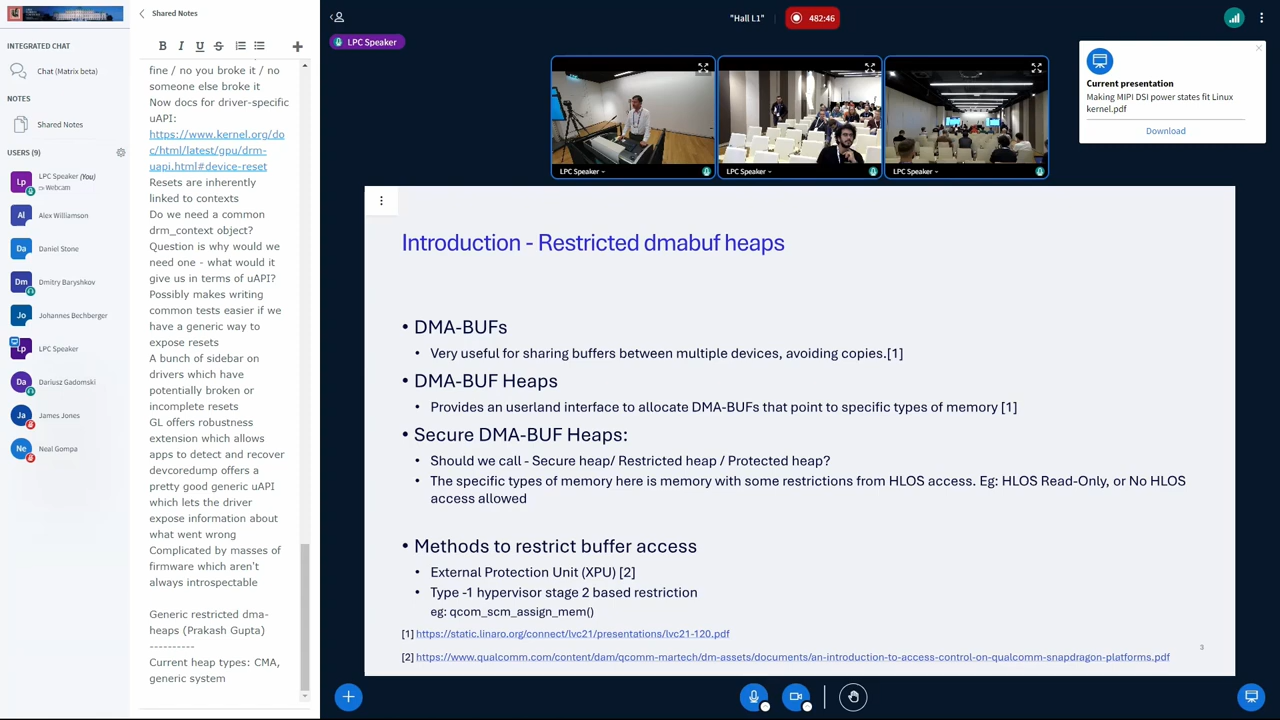 INTEGRATED CHAT
Chat (Matrix beta)
NOTES
Shared Notes
USERS (9)
Lp
LPC Speaker (You)
Webcam
Al
Alex Williamson
Da
Daniel Stone
Dm
Dmitry Baryshkov
Jo
Johannes Bechberger
Lp
LPC Speaker
Da
Dariusz Gadomski
Ja
James Jones
Ne
Neal Gompa
Shared Notes
B I U S
fine / no you broke it / no
someone else broke it
Now docs for driver-specific
uAPI:
https://www.kernel.org/do
c/html/latest/gpu/drm-
uapi.html#device-reset
Resets are inherently
linked to contexts
Do we need a common
drm_context object?
Question is why would we
need one - what would it
give us in terms of uAPI?
Possibly makes writing
common tests easier if we
have a generic way to
expose resets
A bunch of sidebar on
drivers which have
potentially broken or
incomplete resets
GL offers robustness
extension which allows
apps to detect and recover
devcoredump offers a
pretty good generic uAPI
which lets the driver
expose information about
what went wrong
Complicated by masses of
firmware which aren't
always introspectable
Generic restricted dma-
heaps (Prakash Gupta)
----------
Current heap types: CMA,
generic system
"Hall L1"
482:46
LPC Speaker
LPC Speaker
LPC Speaker
LPC Speaker
Current presentation
Making MIPI DSI power states fit Linux
kernel.pdf
Download
Introduction - Restricted dmabuf heaps
• DMA-BUFs
• Very useful for sharing buffers between multiple devices, avoiding copies.[1]
• DMA-BUF Heaps
• Provides an userland interface to allocate DMA-BUFs that point to specific types of memory [1]
• Secure DMA-BUF Heaps:
• Should we call - Secure heap/ Restricted heap / Protected heap?
• The specific types of memory here is memory with some restrictions from HLOS access. Eg: HLOS Read-Only, or No HLOS
access allowed
• Methods to restrict buffer access
• External Protection Unit (XPU) [2]
• Type -1 hypervisor stage 2 based restriction
eg: qcom_scm_assign_mem()
[1] https://static.linaro.org/connect/lvc21/presentations/lvc21-120.pdf
[2] https://www.qualcomm.com/content/dam/qcomm-martech/dm-assets/documents/an-introduction-to-access-control-on-qualcomm-snapdragon-platforms.pdf
3